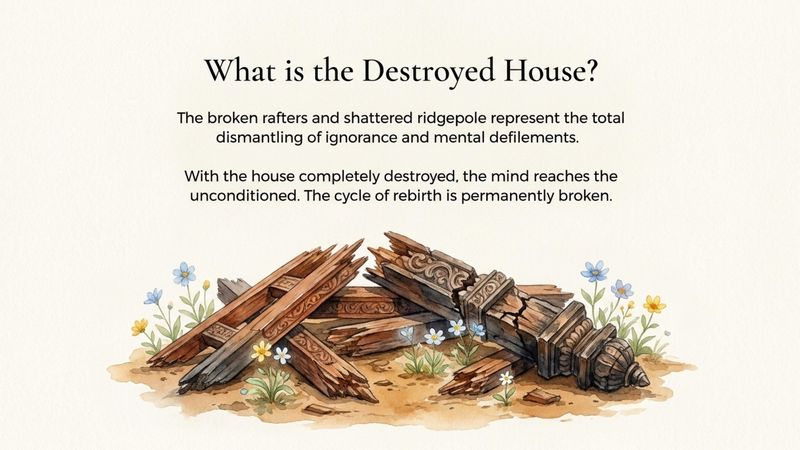 What is the Destroyed House?
The broken rafters and shattered ridgepole represent the total
dismantling of ignorance and mental defilements.
With the house completely destroyed, the mind reaches the
unconditioned. The cycle of rebirth is permanently broken.